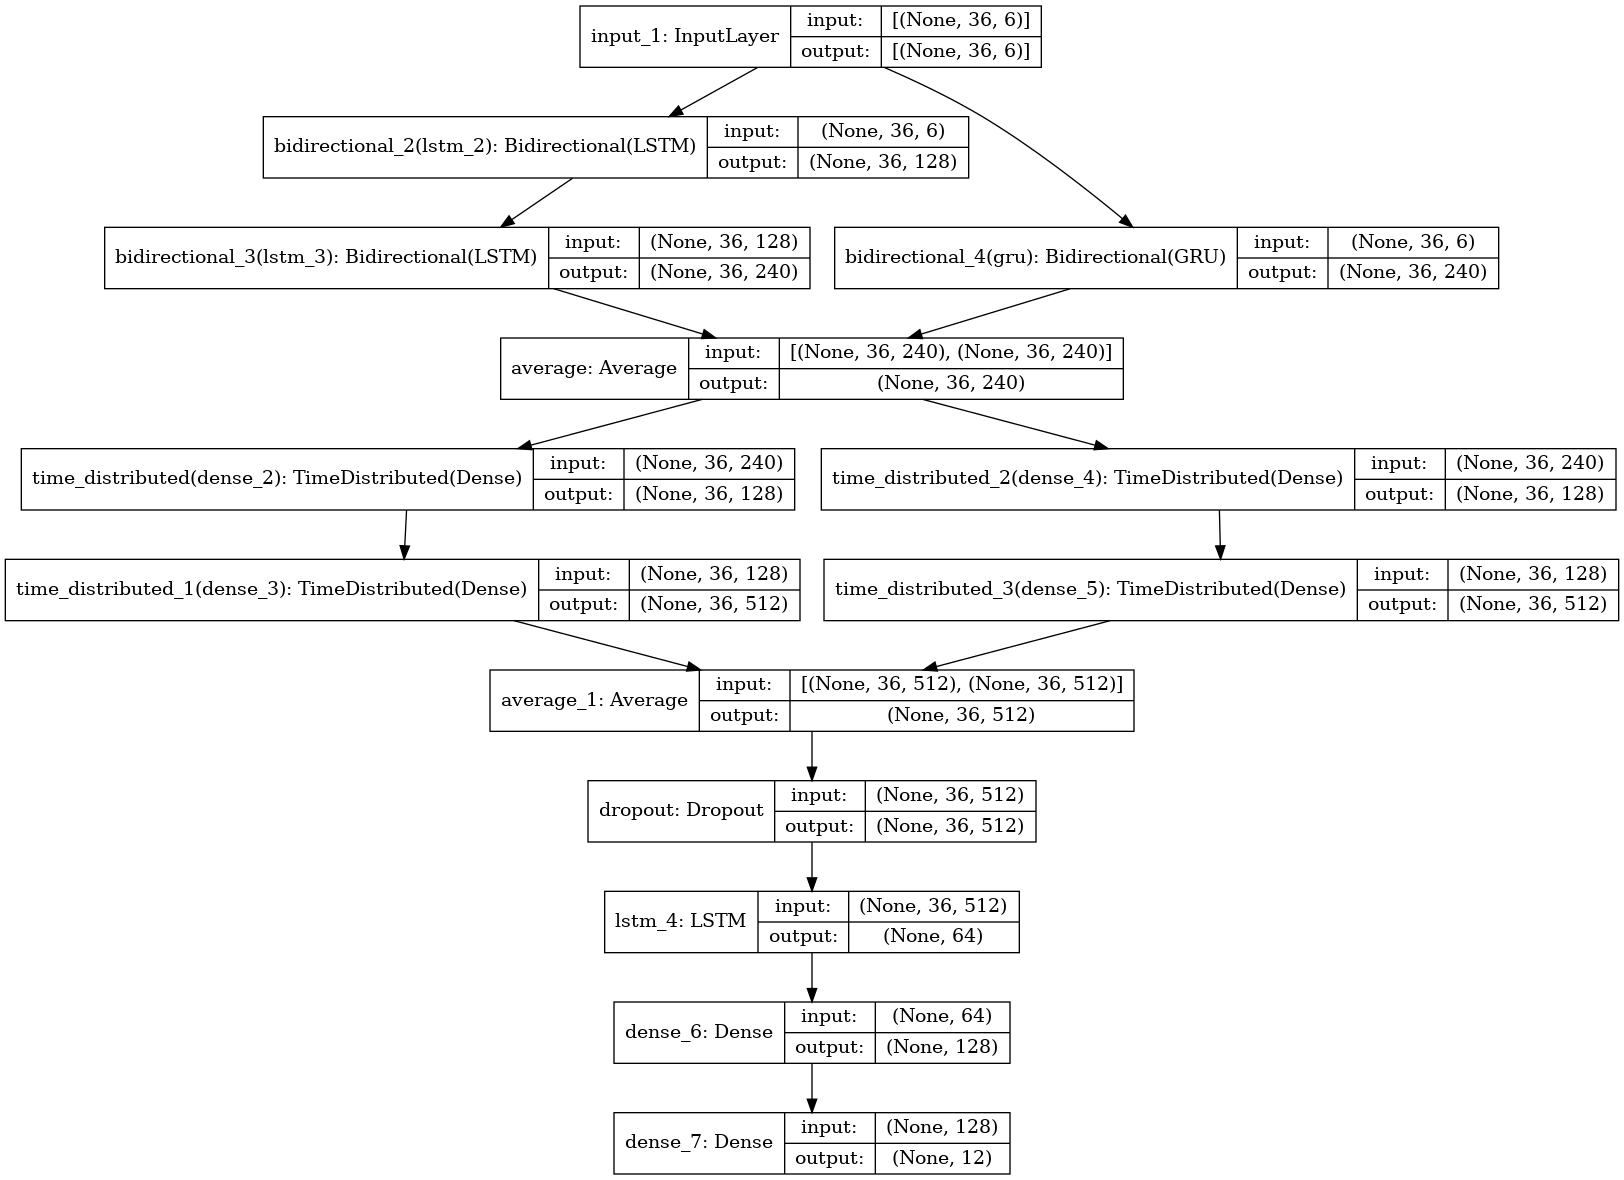 input_1: InputLayer
input: [(None, 36, 6)]
output: [(None, 36, 6)]
bidirectional_2(lstm_2): Bidirectional(LSTM)
input: (None, 36, 6)
output: (None, 36, 128)
bidirectional_3(lstm_3): Bidirectional(LSTM)
input: (None, 36, 128)
output: (None, 36, 240)
bidirectional_4(gru): Bidirectional(GRU)
input: (None, 36, 6)
output: (None, 36, 240)
average: Average
input: [(None, 36, 240), (None, 36, 240)]
output: (None, 36, 240)
time_distributed(dense_2): TimeDistributed(Dense)
input: (None, 36, 240)
output: (None, 36, 128)
time_distributed_2(dense_4): TimeDistributed(Dense)
input: (None, 36, 240)
output: (None, 36, 128)
time_distributed_1(dense_3): TimeDistributed(Dense)
input: (None, 36, 128)
output: (None, 36, 512)
time_distributed_3(dense_5): TimeDistributed(Dense)
input: (None, 36, 128)
output: (None, 36, 512)
average_1: Average
input: [(None, 36, 512), (None, 36, 512)]
output: (None, 36, 512)
dropout: Dropout
input: (None, 36, 512)
output: (None, 36, 512)
lstm_4: LSTM
input: (None, 36, 512)
output: (None, 64)
dense_6: Dense
input: (None, 64)
output: (None, 128)
dense_7: Dense
input: (None, 128)
output: (None, 12)